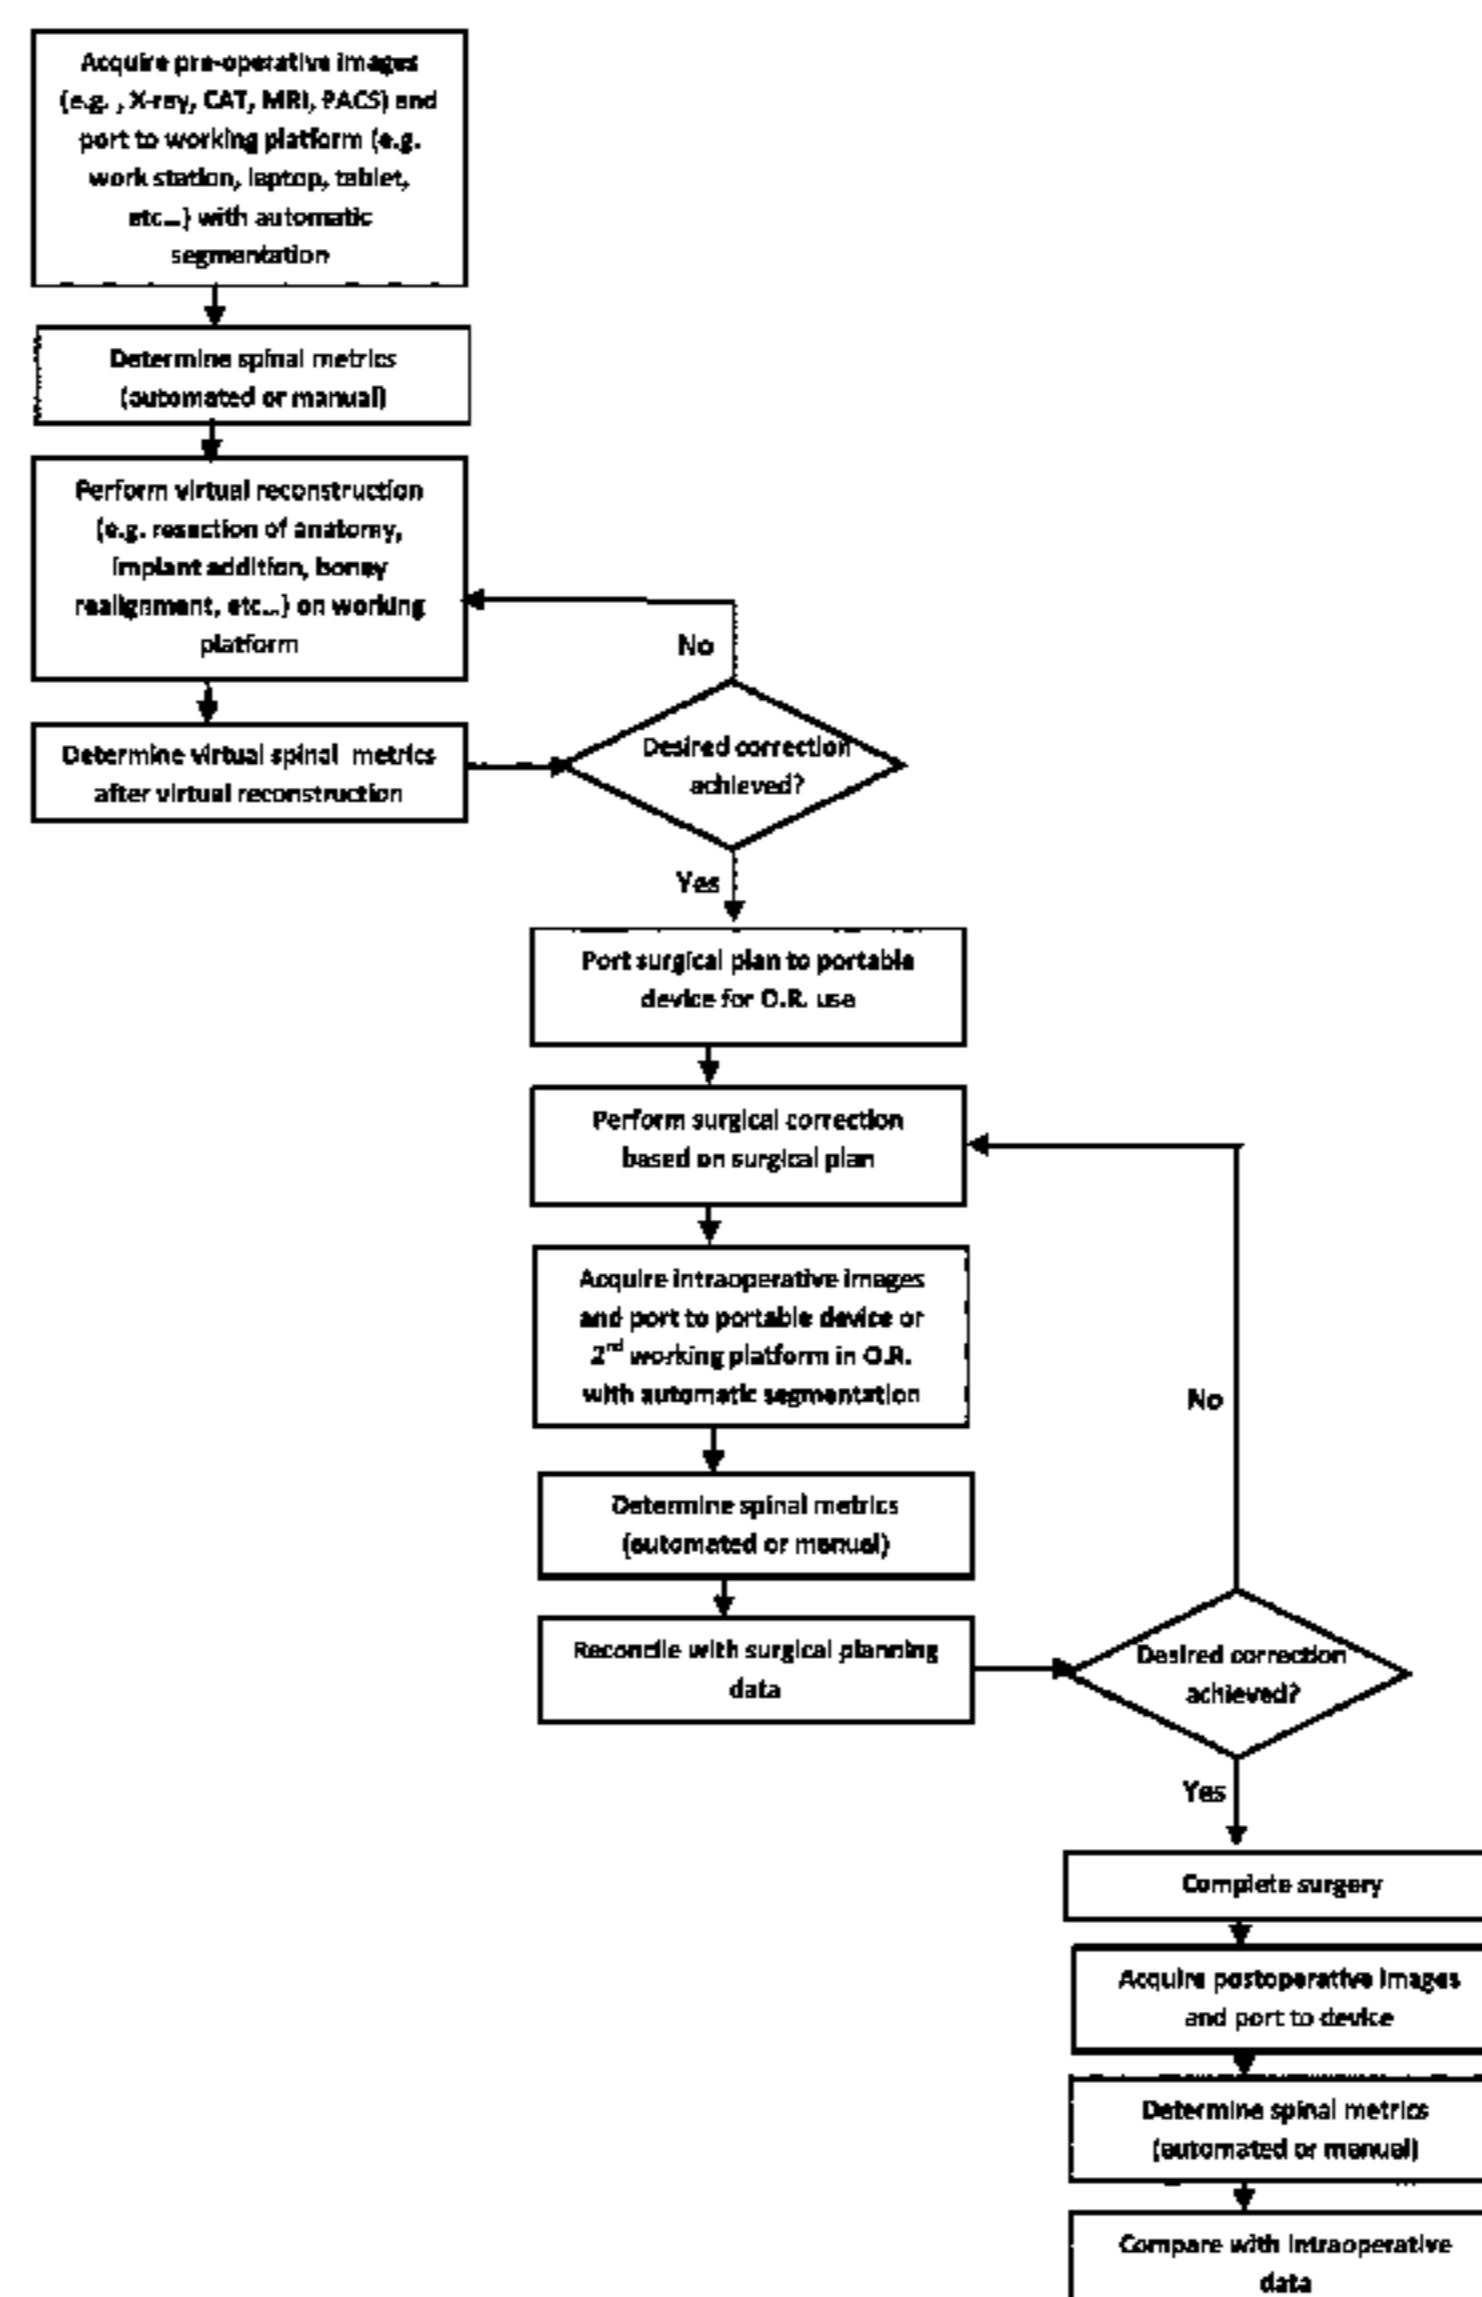 Acquire pre-operative images
(e.g. , X-ray, CAT, MRI, PACS) and
port to working platform (e.g.
work station, laptop, tablet,
etc...) with automatic
segmentation
Determine spinal metrics
(automated or manual)
Perform virtual reconstruction
(e.g. resection of anatomy,
implant addition, boney
realignment, etc...) on working
platform
No
Determine virtual spinal metrics
after virtual reconstruction
Desired correction
achieved?
Yes
Port surgical plan to portable
device for O.R. use
Perform surgical correction
based on surgical plan
Acquire intraoperative images
and port to portable device or
2nd working platform in O.R.
with automatic segmentation
No
Determine spinal metrics
(automated or manual)
Reconcile with surgical planning
data
Desired correction
achieved?
Yes
Complete surgery
Acquire postoperative images
and port to device
Determine spinal metrics
(automated or manual)
Compare with intraoperative
data